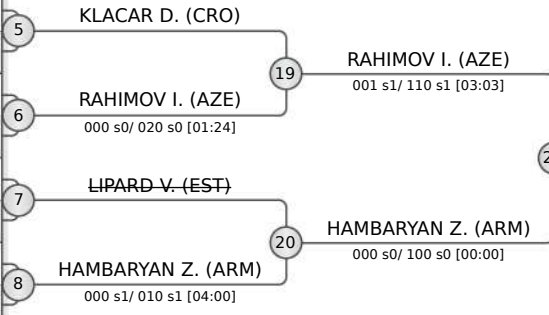 5
KLACAR D. (CRO)
19
RAHIMOV I. (AZE)
001 s1/ 110 s1 [03:03]
6
RAHIMOV I. (AZE)
000 s0/ 020 s0 [01:24]
7
LIPARD V. (EST)
20
HAMBARYAN Z. (ARM)
000 s0/ 100 s0 [00:00]
8
HAMBARYAN Z. (ARM)
000 s1/ 010 s1 [04:00]